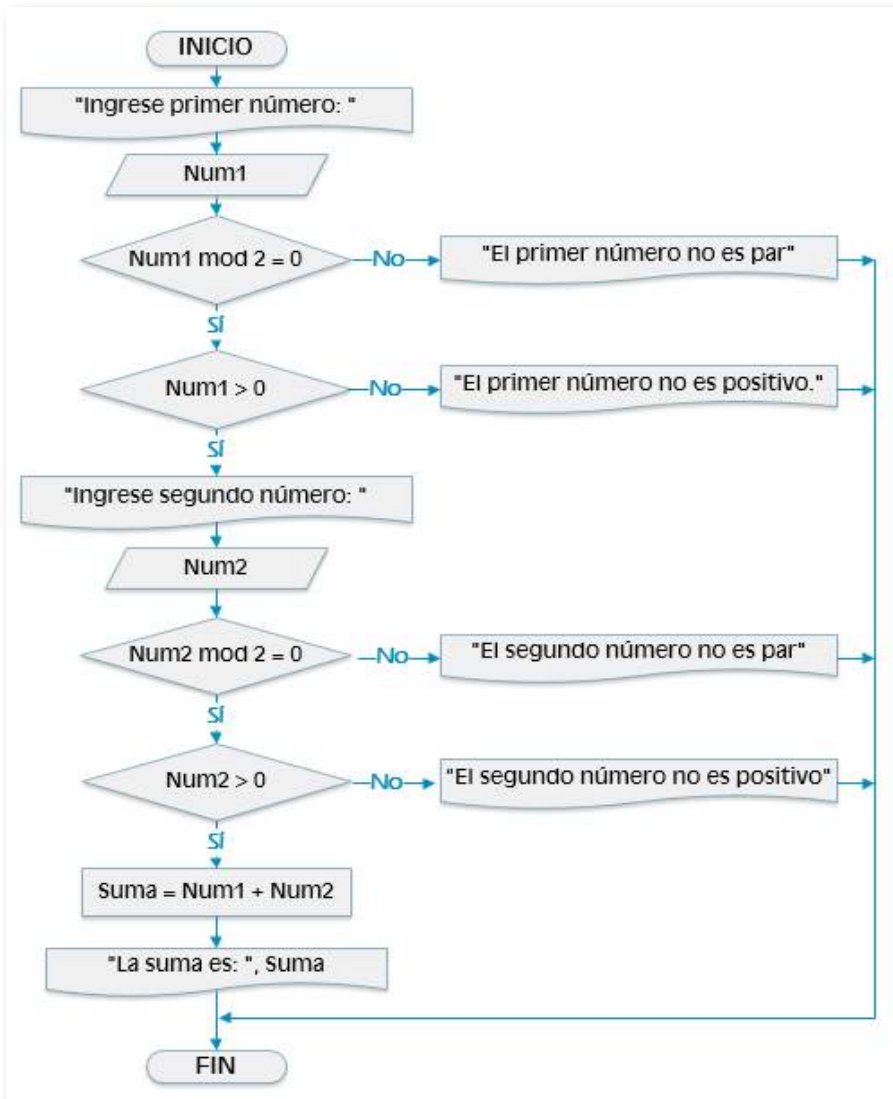 INICIO
"Ingrese primer número: "
Num1
Num1 mod 2 = 0
No
"El primer número no es par"
SÍ
Num1 > 0
No
"El primer número no es positivo."
SÍ
"Ingrese segundo número: "
Num2
Num2 mod 2 = 0
No
"El segundo número no es par"
SÍ
Num2 > 0
No
"El segundo número no es positivo"
SÍ
Suma = Num1 + Num2
"La suma es: ", Suma
FIN